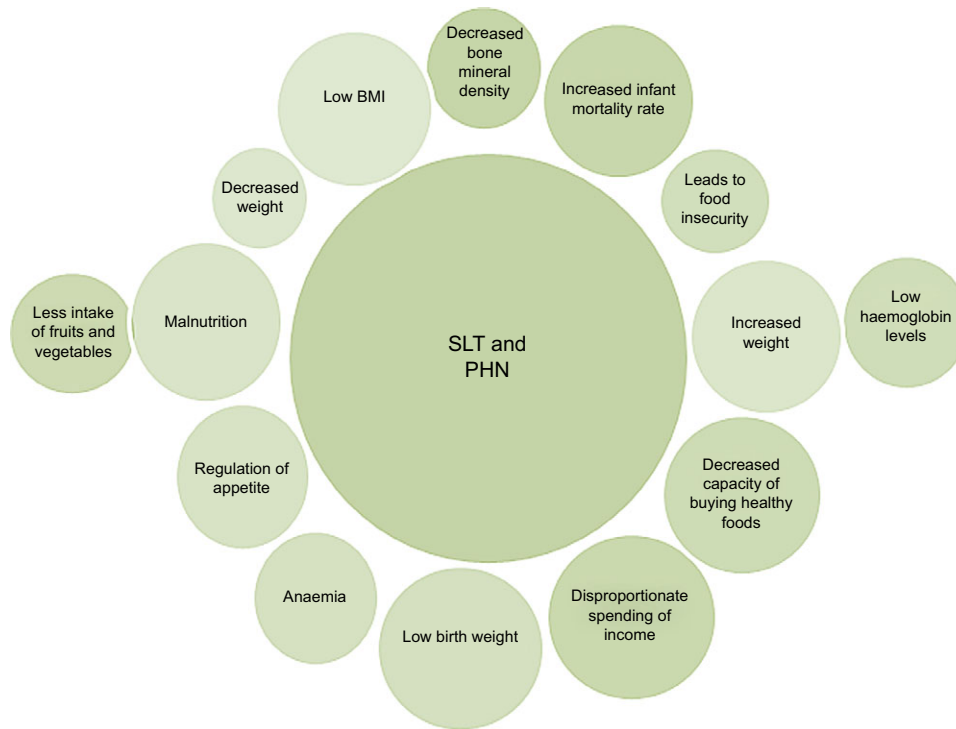 Decreased
bone
mineral
density
Increased infant
mortality rate
Low BMI
Decreased
weight
Leads to
food
insecurity
Less intake
of fruits and
vegetables
Malnutrition
SLT and
PHN
Increased
weight
Low
haemoglobin
levels
Regulation of
appetite
Decreased
capacity of
buying healthy
foods
Anaemia
Low birth weight
Disproportionate
spending of
income